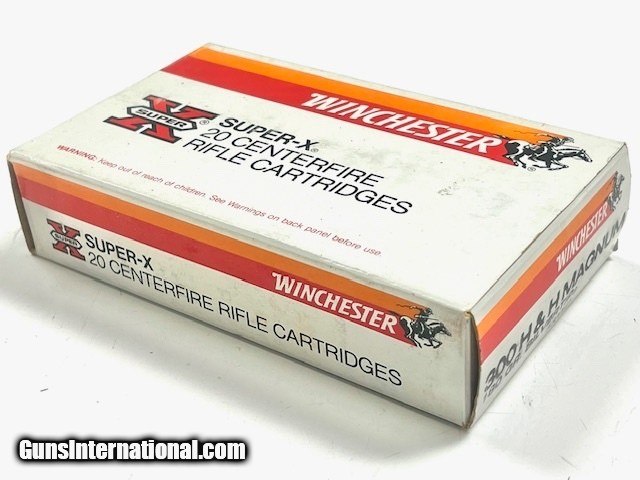 WINCHESTER
X
SUPER
®
SUPER-X®
20 CENTERFIRE
RIFLE CARTRIDGES
WARNING: Keep out of reach of children. See Warnings on back panel before use.
X
SUPER
SUPER-X
20 CENTERFIRE RIFLE CARTRIDGES
WINCHESTER
WINCHESTER
300 H & H MAGNUM
GunsInternational.com